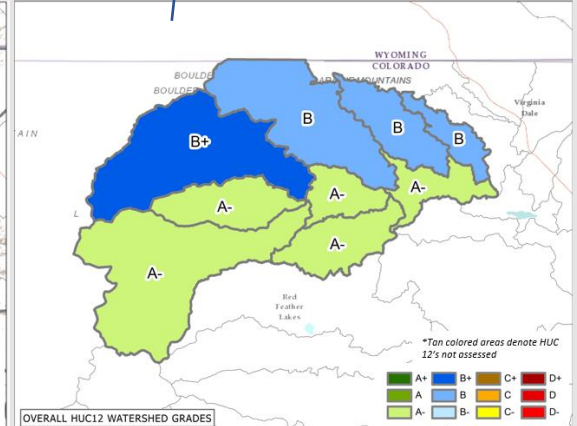 WYOMING
COLORADO
BOULDE
MOUNTAINS
BOULDER
Virginia
Dale
AIN
B
B+
B
B
A-
A-
A-
L
A-
A-
Red
Feather
Lakes
*Tan colored areas denote HUC
12's not assessed
A+ B+ C+ D+
A B C D
A- B- C- D-
OVERALL HUC12 WATERSHED GRADES